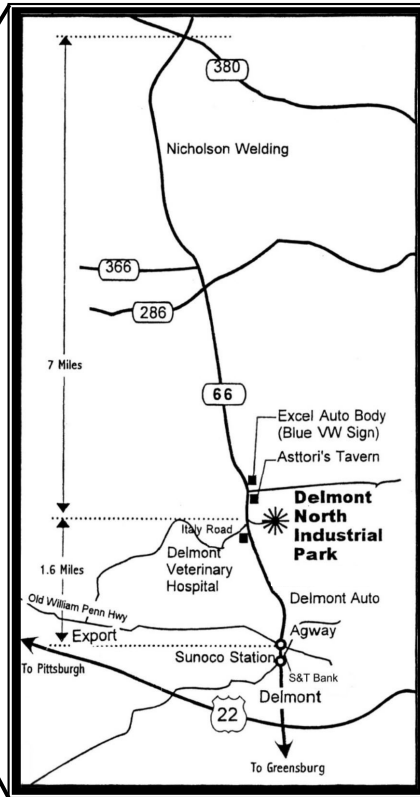 380
Nicholson Welding
366
286
7 Miles
66
Excel Auto Body
(Blue VW Sign)
Asttori's Tavern
Delmont
North
Industrial
Park
Italy Road
Delmont
Veterinary
Hospital
1.6 Miles
Delmont Auto
Old William Penn Hwy
Export
Agway
Sunoco Station
S&T Bank
To Pittsburgh
Delmont
22
To Greensburg